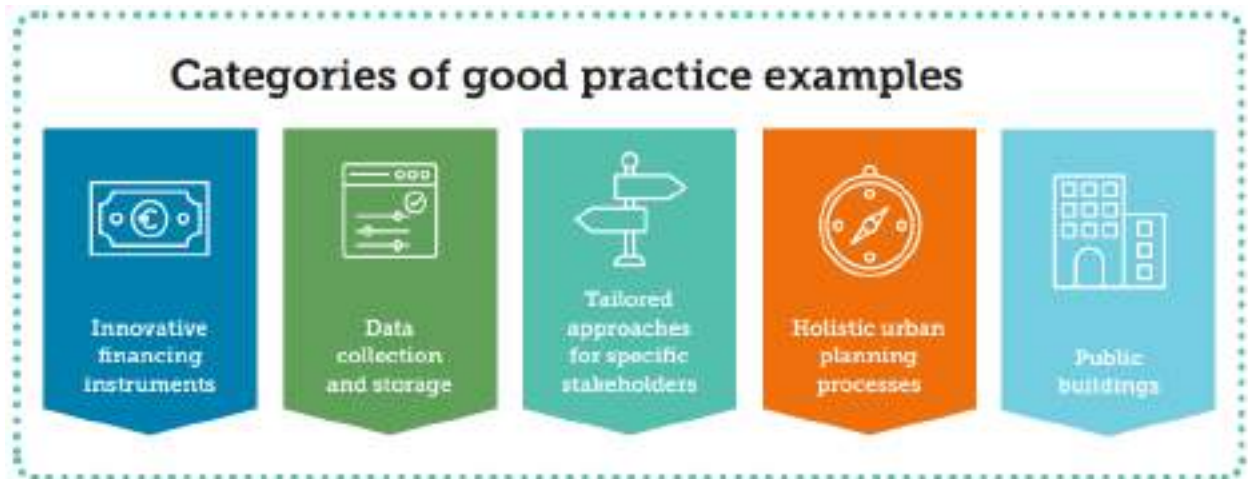 Categories of good practice examples
Innovative
financing
instruments
Data
collection
and storage
Tailored
approaches
for specific
stakeholders
Holistic urban
planning
processes
Public
buildings